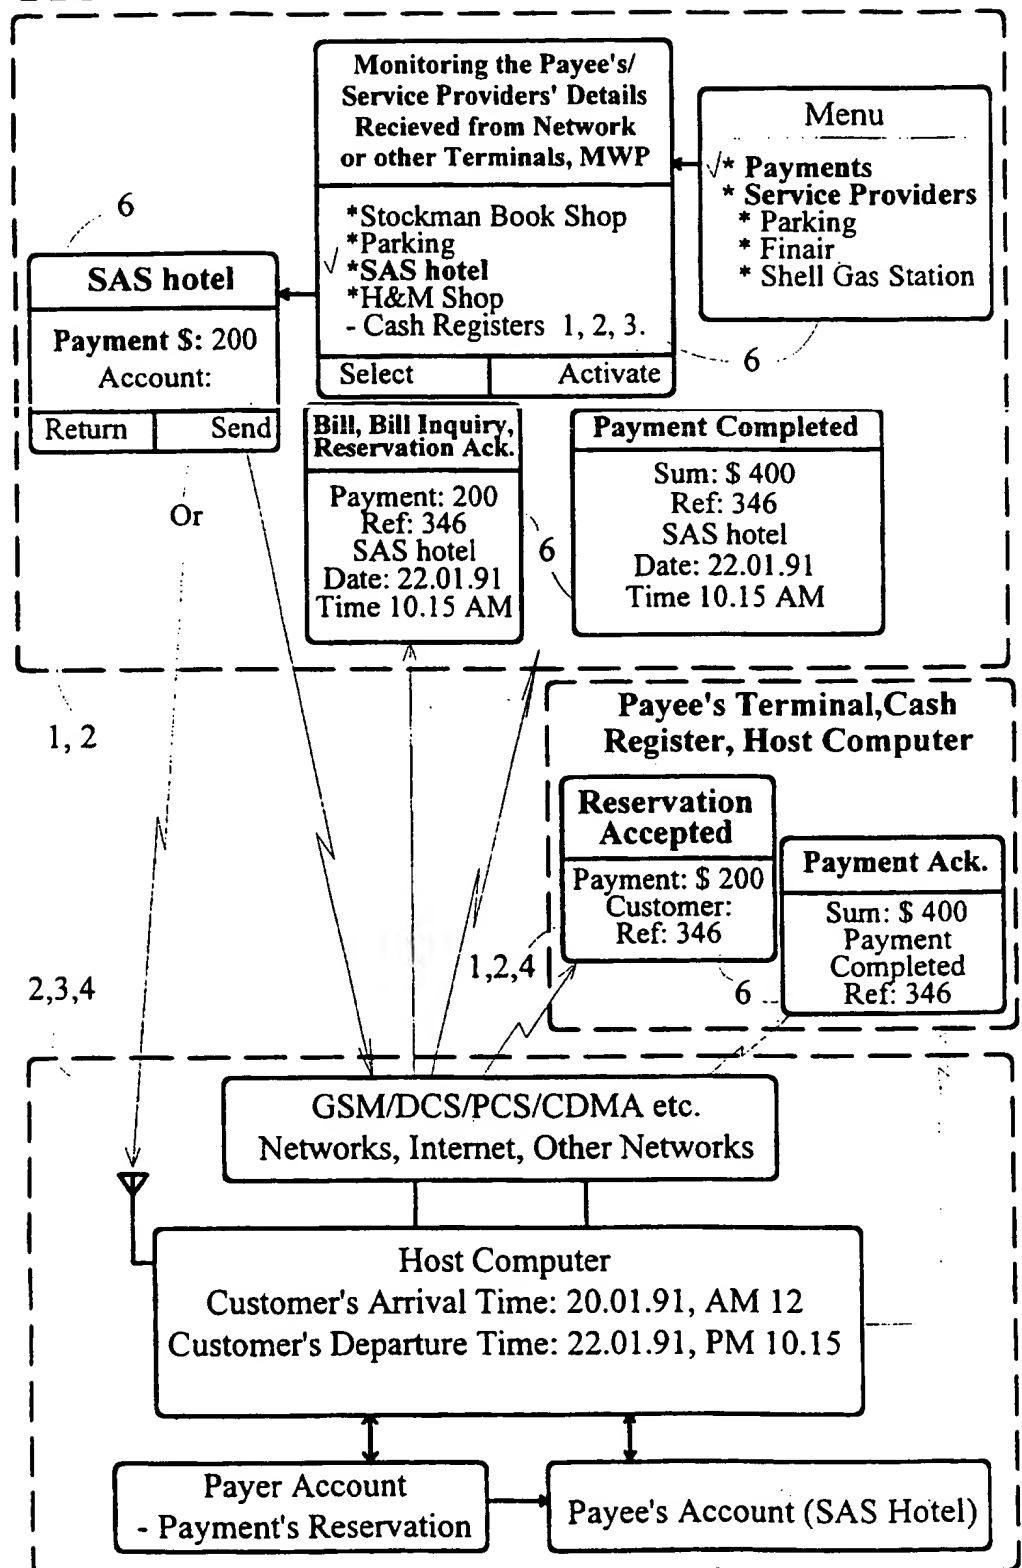 Monitoring the Payee's/
Service Providers' Details
Recieved from Network
or other Terminals, MWP
*Stockman Book Shop
*Parking
*SAS hotel
*H&M Shop
- Cash Registers 1, 2, 3.
Select Activate
Menu
* Payments
* Service Providers
* Parking
* Finair
* Shell Gas Station
6
6
SAS hotel
Payment $: 200
Account:
Return Send
Or
Bill, Bill Inquiry,
Reservation Ack.
Payment: 200
Ref: 346
SAS hotel
Date: 22.01.91
Time 10.15 AM
6
Payment Completed
Sum: $ 400
Ref: 346
SAS hotel
Date: 22.01.91
Time 10.15 AM
1, 2
Payee's Terminal,Cash
Register, Host Computer
Reservation
Accepted
Payment: $ 200
Customer:
Ref: 346
Payment Ack.
Sum: $ 400
Payment
Completed
Ref: 346
1,2,4
6
2,3,4
GSM/DCS/PCS/CDMA etc.
Networks, Internet, Other Networks
Host Computer
Customer's Arrival Time: 20.01.91, AM 12
Customer's Departure Time: 22.01.91, PM 10.15
Payer Account
- Payment's Reservation
Payee's Account (SAS Hotel)